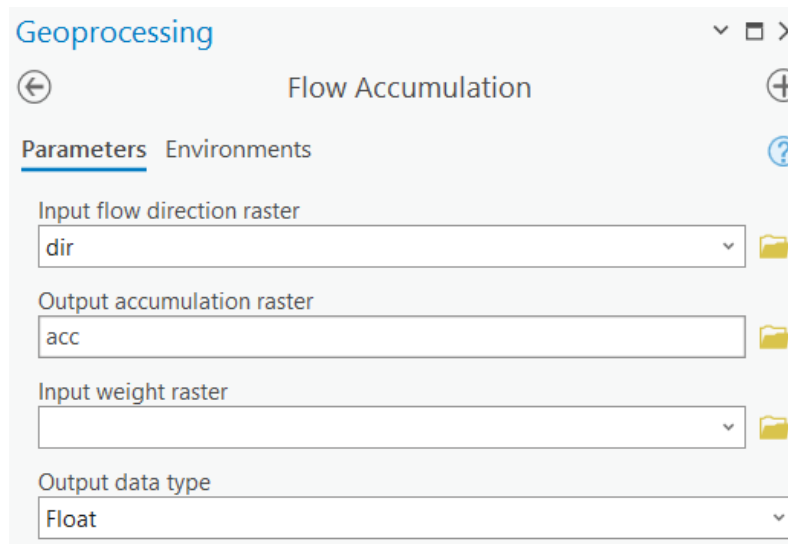 Geoprocessing
Flow Accumulation
Parameters Environments
Input flow direction raster
dir
Output accumulation raster
acc
Input weight raster
Output data type
Float